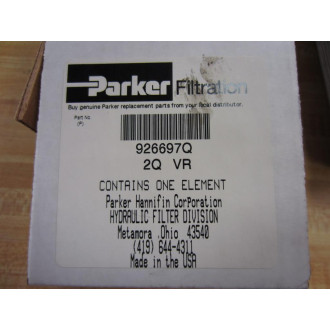 Parker Filtration
Buy genuine Parker replacement parts from your local distributor.
Part No.
(P)
926697Q
2Q VR
CONTAINS ONE ELEMENT
Parker Hannifin Corporation
HYDRAULIC FILTER DIVISION
Metamora ,Ohio 43540
(419) 644-4311
Made in the USA